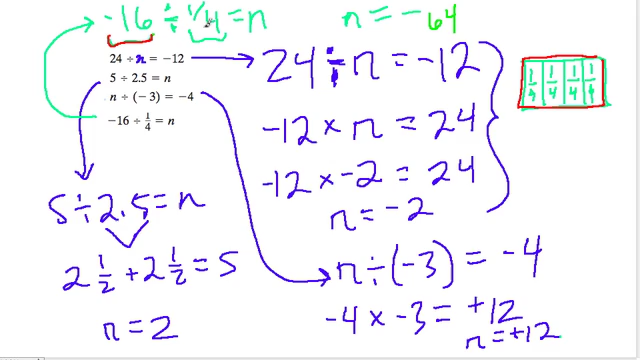 -16 ÷ 1/4 = n
n = -64
24 ÷ n = -12
5 ÷ 2.5 = n
n ÷ (-3) = -4
-16 ÷ 1/4 = n
24 ÷ n = -12
-12 × n = 24
-12 × -2 = 24
n = -2
1/4 1/4 1/4 1/4
5 ÷ 2.5 = n
2 1/2 + 2 1/2 = 5
n = 2
n ÷ (-3) = -4
-4 × -3 = +12
n = +12